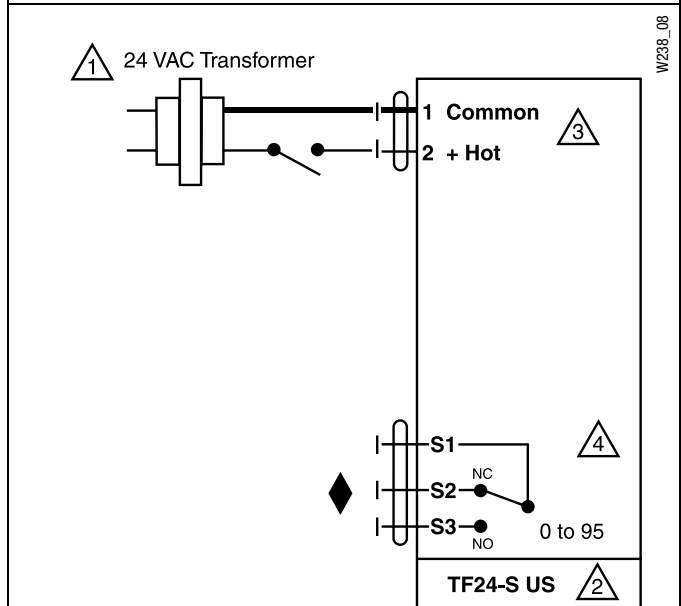 W238_08
1 24 VAC Transformer
1 Common
3
2 + Hot
S1
4
NC
S2
S3
0 to 95
NO
TF24-S US 2